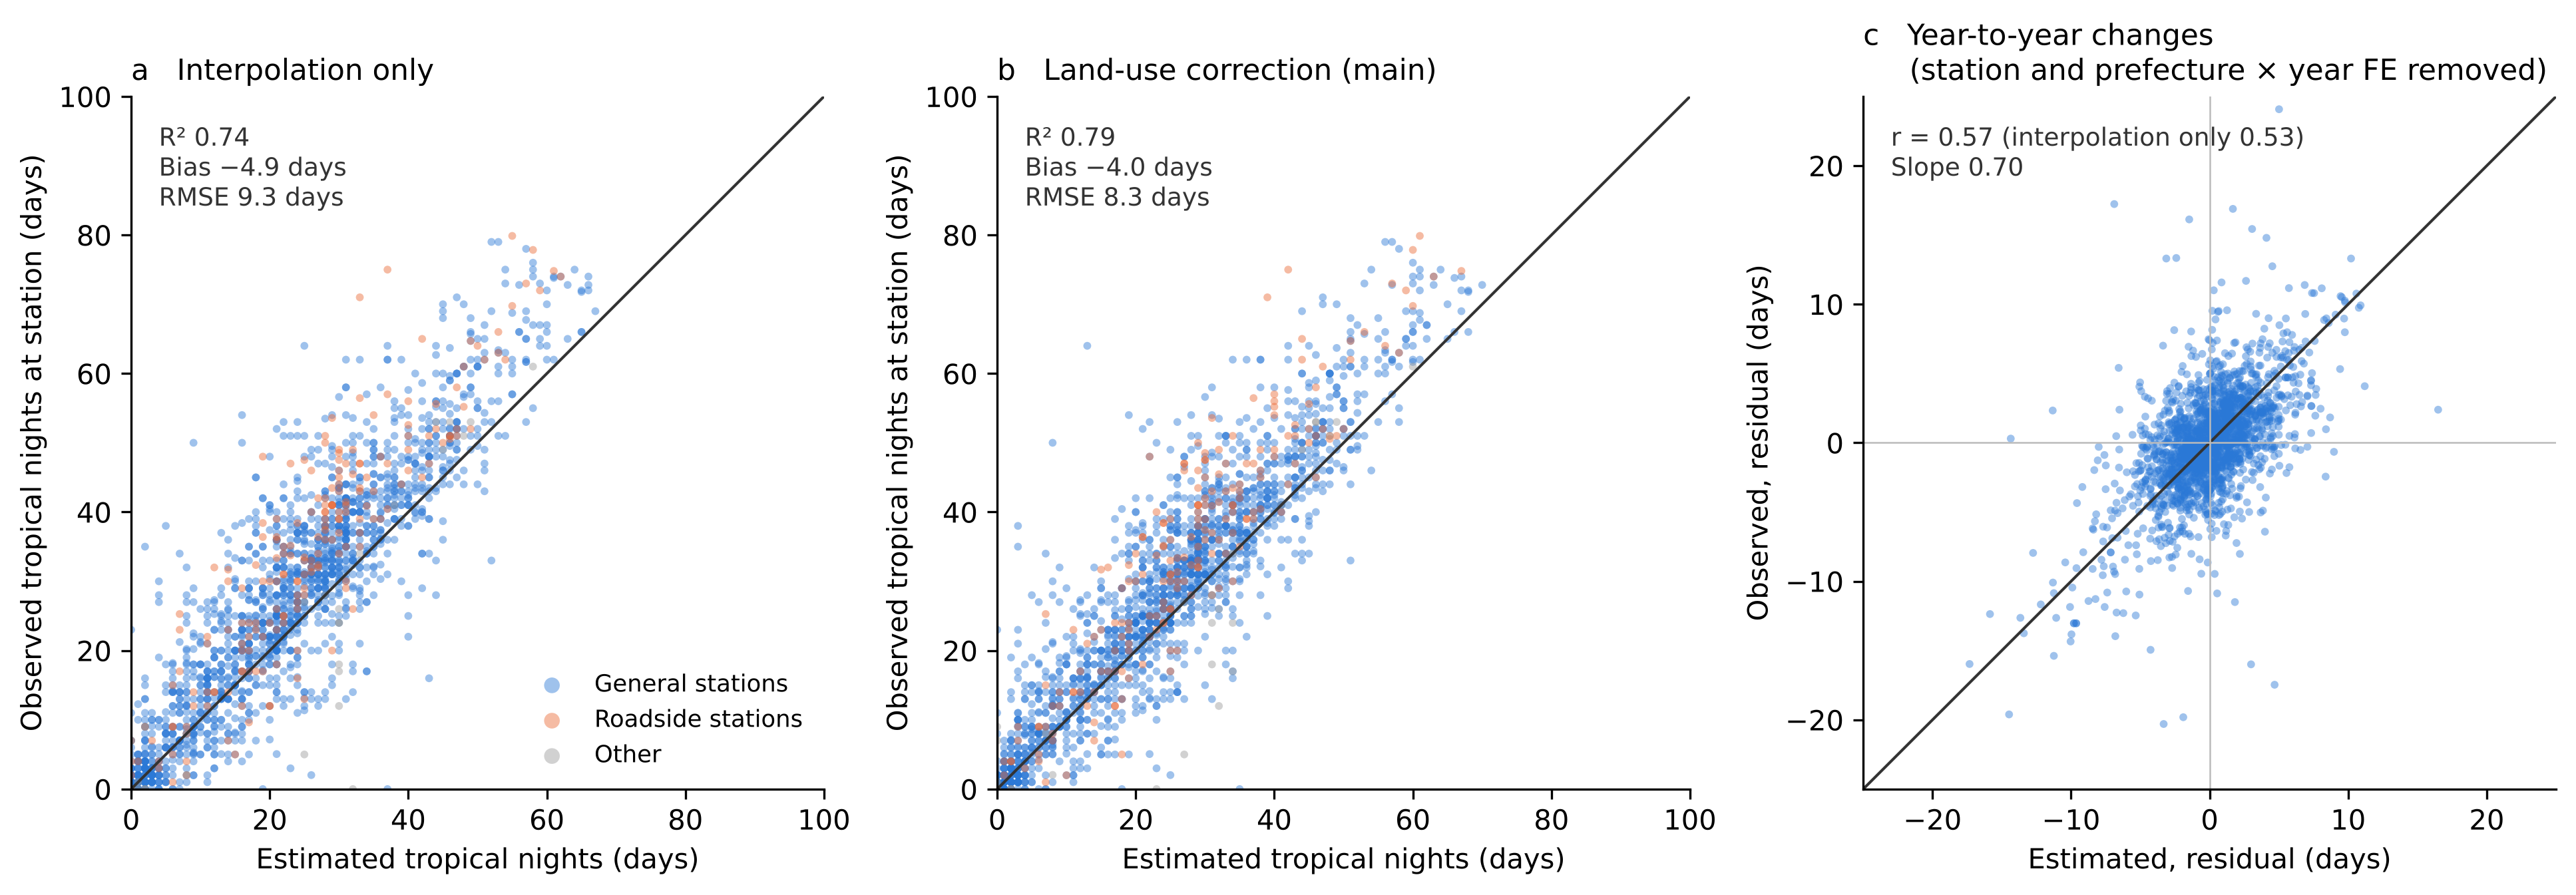 a Interpolation only
100
80
60
40
20
0
0 20 40 60 80 100
Observed tropical nights at station (days)
Estimated tropical nights (days)
R² 0.74
Bias −4.9 days
RMSE 9.3 days
General stations
Roadside stations
Other
b Land-use correction (main)
100
80
60
40
20
0
0 20 40 60 80 100
Observed tropical nights at station (days)
Estimated tropical nights (days)
R² 0.79
Bias −4.0 days
RMSE 8.3 days
c Year-to-year changes
(station and prefecture × year FE removed)
20
10
0
−10
−20
−20 −10 0 10 20
Observed, residual (days)
Estimated, residual (days)
r = 0.57 (interpolation only 0.53)
Slope 0.70